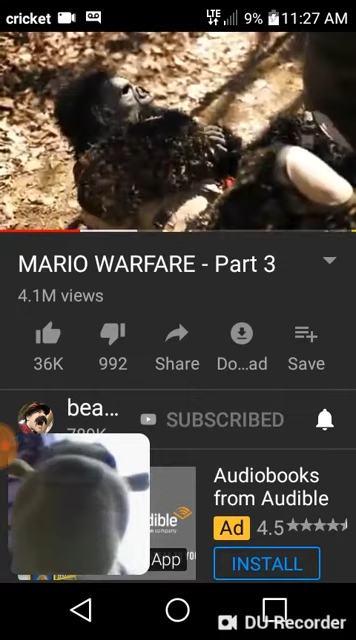 cricket LTE 9% 11:27 AM
MARIO WARFARE - Part 3
4.1M views
36K 992 Share Do...ad Save
bea... SUBSCRIBED
Audiobooks
from Audible
Ad 4.5
App
INSTALL
DU Recorder